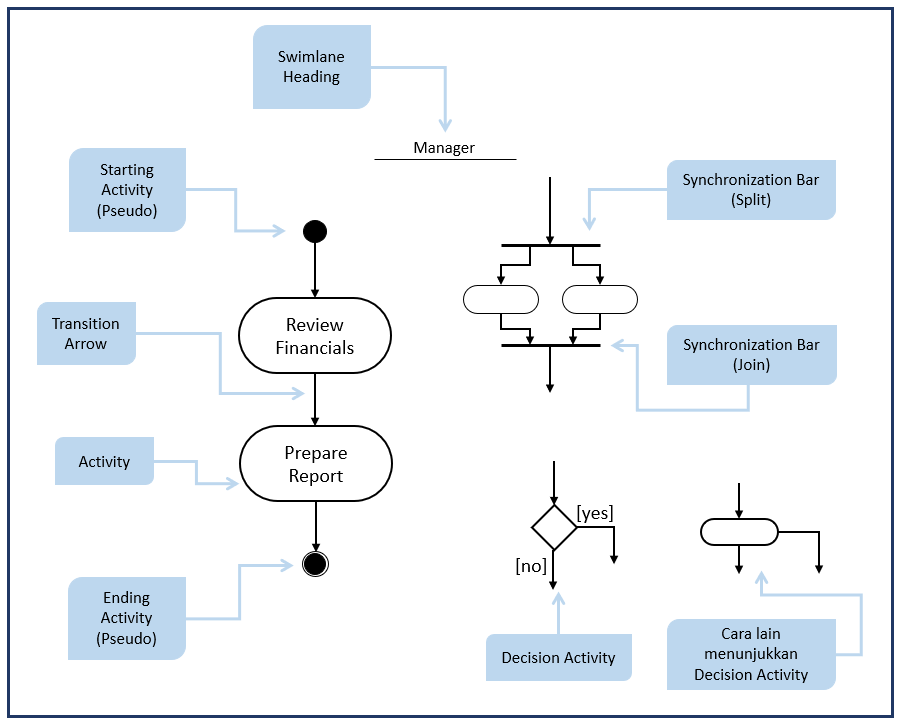 Swimlane
Heading
Manager
Starting
Activity
(Pseudo)
Synchronization Bar
(Split)
Transition
Arrow
Review
Financials
Synchronization Bar
(Join)
Activity
Prepare
Report
[yes]
[no]
Ending
Activity
(Pseudo)
Decision Activity
Cara lain
menunjukkan
Decision Activity